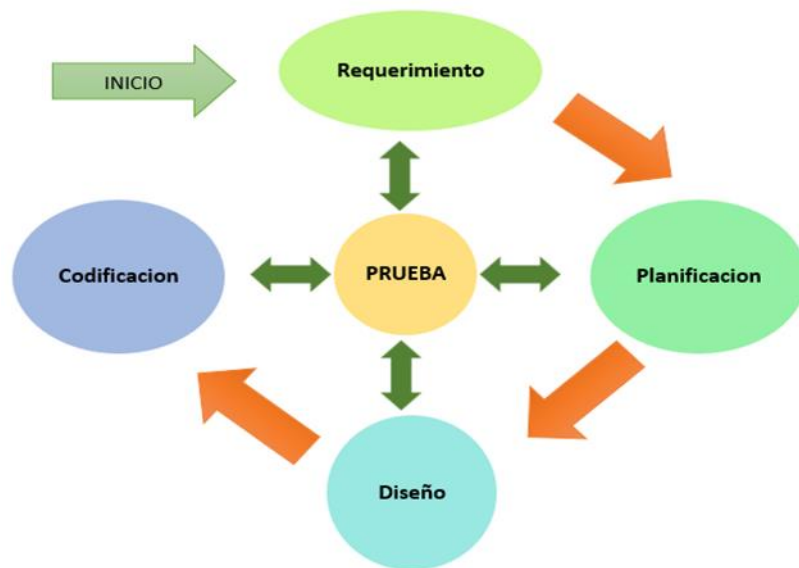 INICIO
Requerimiento
Codificacion
PRUEBA
Planificacion
Diseño